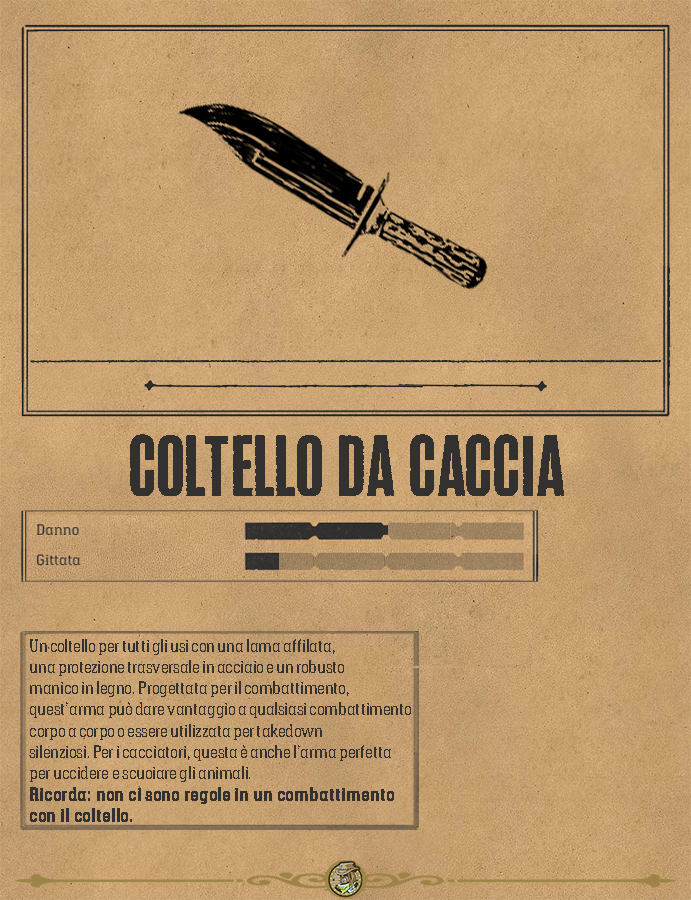 COLTELLO DA CACCIA
Danno
Gittata
Un coltello per tutti gli usi con una lama affilata,
una protezione trasversale in acciaio e un robusto
manico in legno. Progettata per il combattimento,
quest'arma può dare vantaggio a qualsiasi combattimento
corpo a corpo o essere utilizzata per takedown
silenziosi. Per i cacciatori, questa è anche l'arma perfetta
per uccidere e scuoiare gli animali.
Ricorda: non ci sono regole in un combattimento
con il coltello.